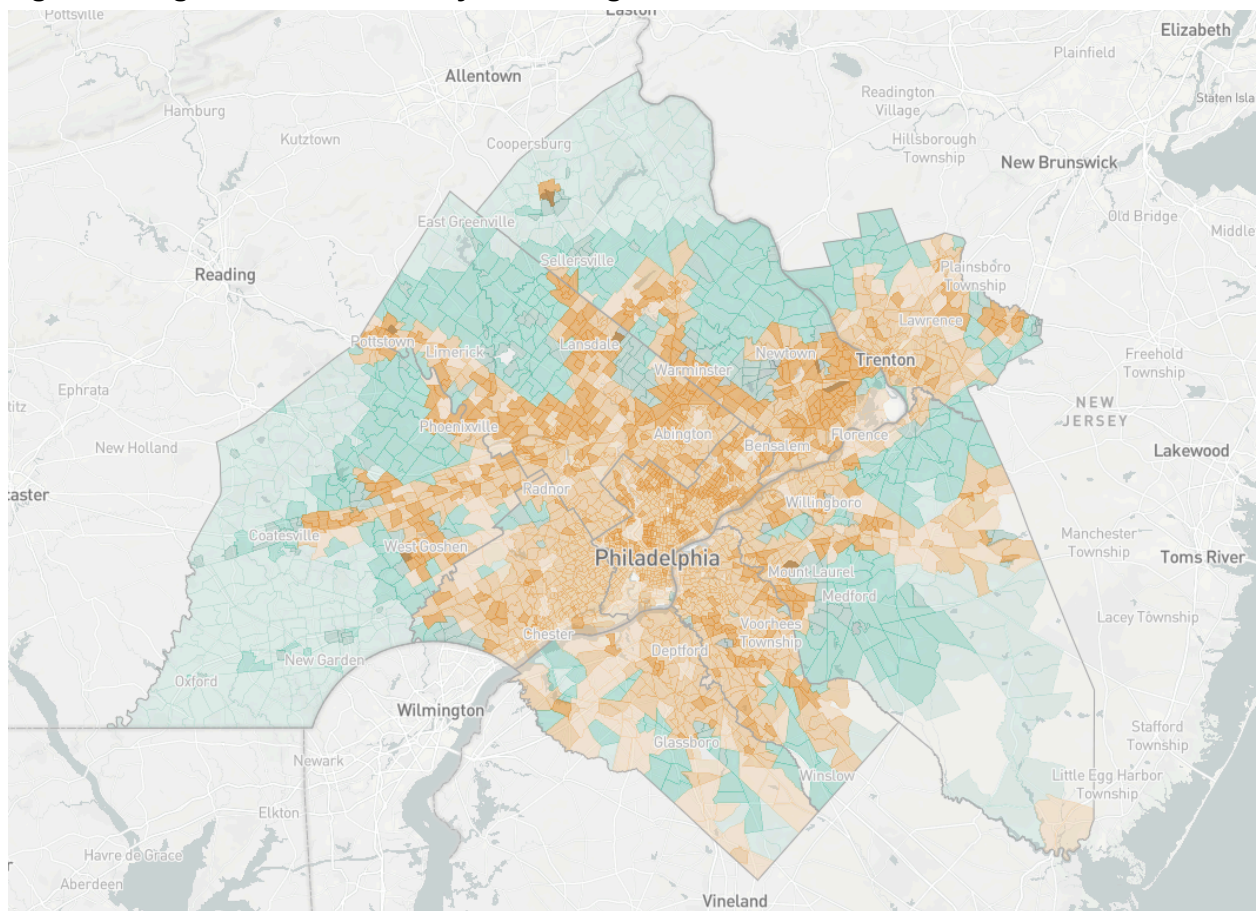 Pottsville
Easton
Elizabeth
Plainfield
Allentown
Readington
Village
Hamburg
Staten Isla
Kutztown
Coopersburg
Hillsborough
Township
New Brunswick
East Greenville
Old Bridge
Middle
Reading
Sellersville
Plainsboro
Township
Pottstown
Limerick
Lansdale
Lawrence
Newtown
Trenton
Freehold
Township
Warminster
Ephrata
titz
NEW
JERSEY
Phoenixville
Abington
Bensalem
Florence
New Holland
Lakewood
caster
Radnor
Willingboro
Coatesville
West Goshen
Philadelphia
Manchester
Township
Toms River
Mount Laurel
Medford
Lacey Township
Chester
Voorhees
Township
Deptford
New Garden
Oxford
Wilmington
Stafford
Township
Glassboro
Newark
Winslow
Little Egg Harbor
Township
Elkton
Havre de Grace
Aberdeen
Vineland